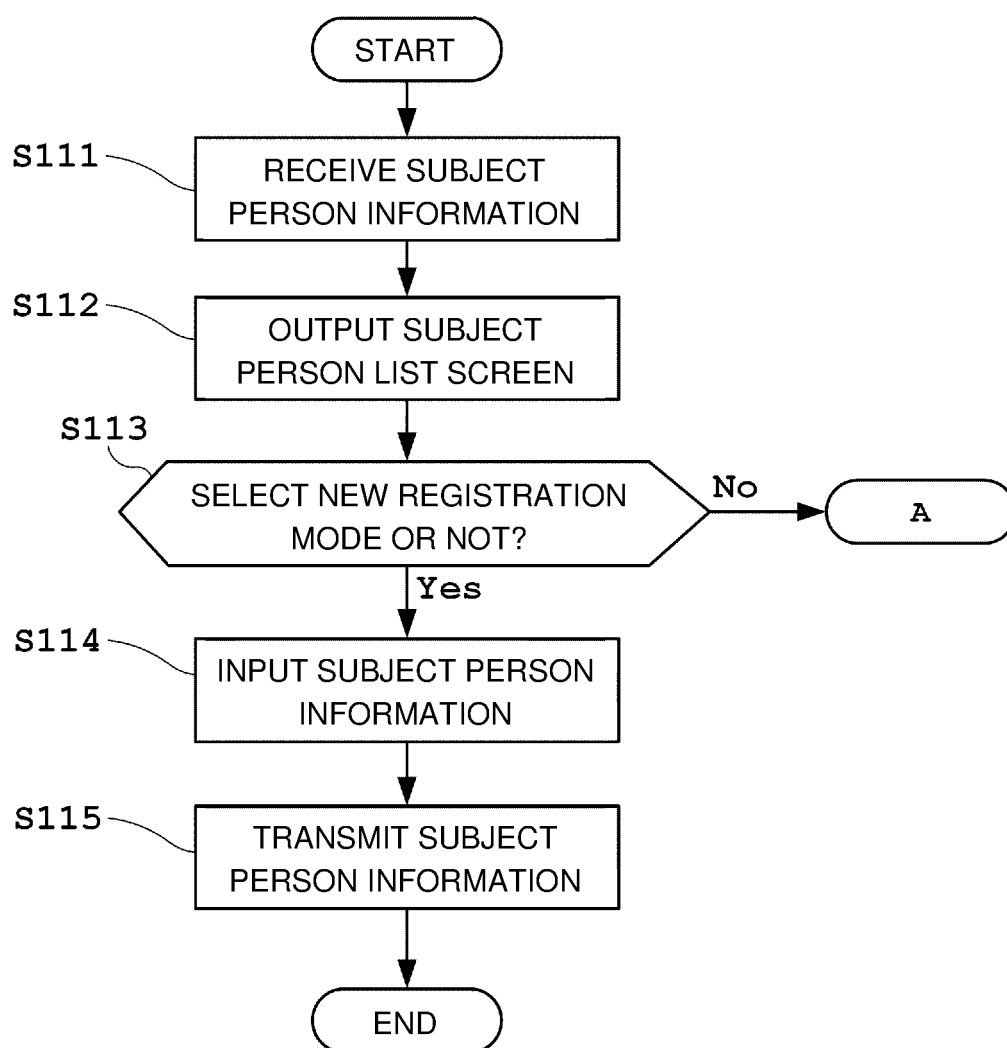 START
S111
RECEIVE SUBJECT
PERSON INFORMATION
S112
OUTPUT SUBJECT
PERSON LIST SCREEN
S113
SELECT NEW REGISTRATION
MODE OR NOT?
No
A
Yes
S114
INPUT SUBJECT PERSON
INFORMATION
S115
TRANSMIT SUBJECT
PERSON INFORMATION
END